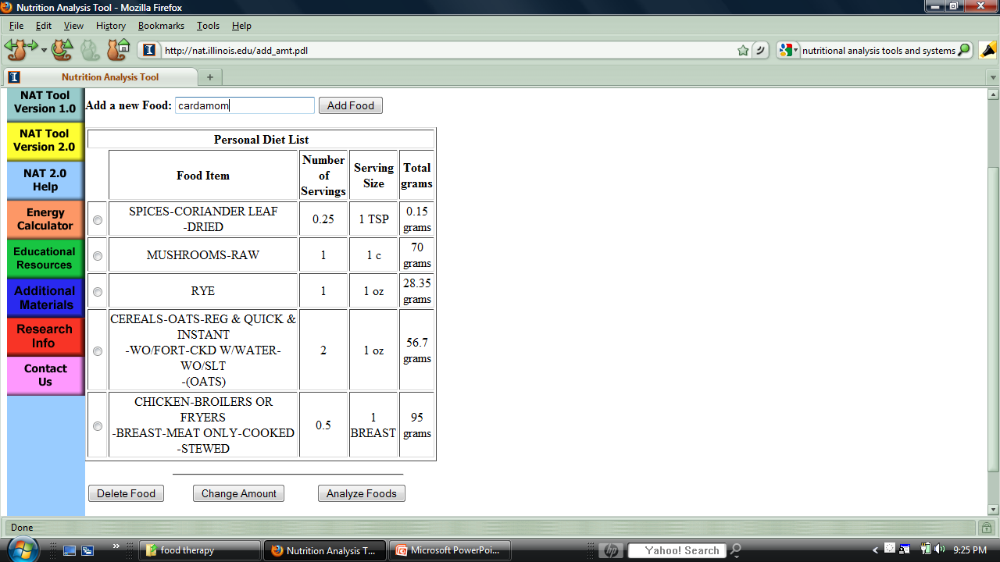 Nutrition Analysis Tool - Mozilla Firefox
File Edit View History Bookmarks Tools Help
http://nat.illinois.edu/add_amt.pdl
nutritional analysis tools and systems
Nutrition Analysis Tool
NAT Tool
Version 1.0
NAT Tool
Version 2.0
NAT 2.0
Help
Energy
Calculator
Educational
Resources
Additional
Materials
Research
Info
Contact
Us
Add a new Food: cardamom Add Food
Personal Diet List
Food Item
Number
of
Servings
Serving
Size
Total
grams
SPICES-CORIANDER LEAF
-DRIED
0.25
1 TSP
0.15
grams
MUSHROOMS-RAW
1
1 c
70
grams
RYE
1
1 oz
28.35
grams
CEREALS-OATS-REG & QUICK &
INSTANT
-WO/FORT-CKD W/WATER-
WO/SLT
-(OATS)
2
1 oz
56.7
grams
CHICKEN-BROILERS OR
FRYERS
-BREAST-MEAT ONLY-COOKED
-STEWED
0.5
1
BREAST
95
grams
Delete Food Change Amount Analyze Foods
Done
food therapy
Nutrition Analysis T...
Microsoft PowerPoi...
hp
Yahoo! Search
9:25 PM